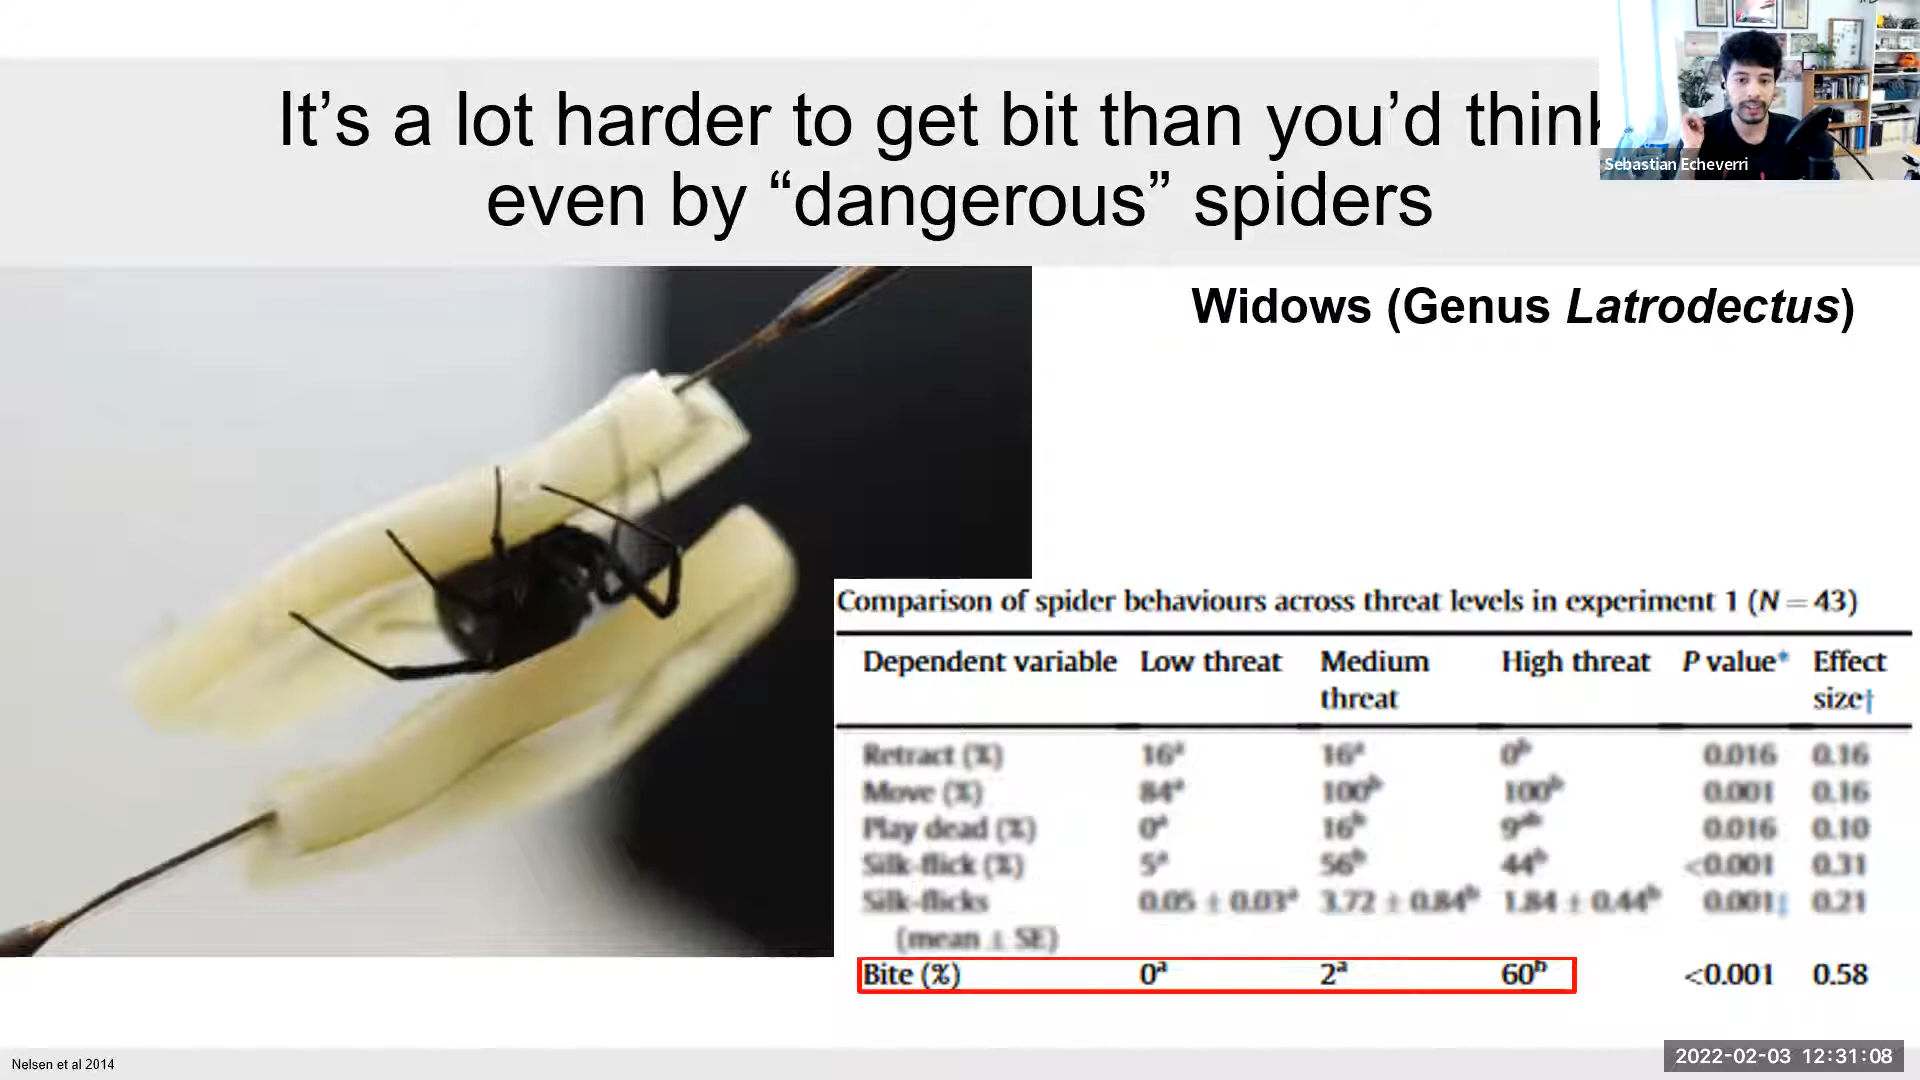 It’s a lot harder to get bit than you’d think
even by “dangerous” spiders
Sebastian Echeverri
Widows (Genus Latrodectus)
Comparison of spider behaviours across threat levels in experiment 1 (N = 43)
Dependent variable Low threat Medium threat High threat P value* Effect size†
Retract (%) 16ᵃ 16ᵃ 0ᵇ 0.016 0.16
Move (%) 84ᵃ 100ᵇ 100ᵇ 0.001 0.16
Play dead (%) 0ᵃ 16ᵇ 9ᵃᵇ 0.016 0.10
Silk-flick (%) 5ᵃ 56ᵇ 44ᵇ <0.001 0.31
Silk-flicks 0.05 ± 0.03ᵃ 3.72 ± 0.84ᵇ 1.84 ± 0.44ᵇ 0.001‡ 0.21
(mean ± SE)
Bite (%) 0ᵃ 2ᵃ 60ᵇ <0.001 0.58
Nelsen et al 2014
2022-02-03 12:31:08